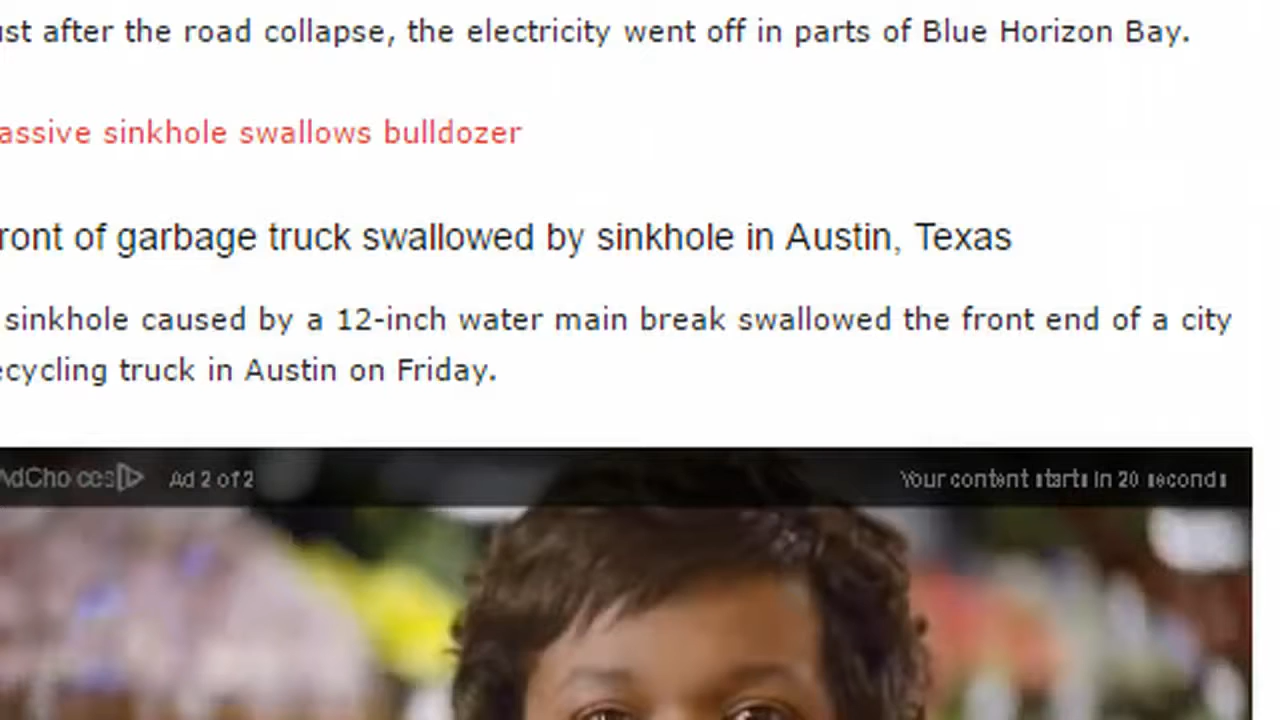 ust after the road collapse, the electricity went off in parts of Blue Horizon Bay.
assive sinkhole swallows bulldozer
ront of garbage truck swallowed by sinkhole in Austin, Texas
sinkhole caused by a 12-inch water main break swallowed the front end of a city
ecycling truck in Austin on Friday.
AdChoices Ad 2 of 2 Your content starts in 20 seconds